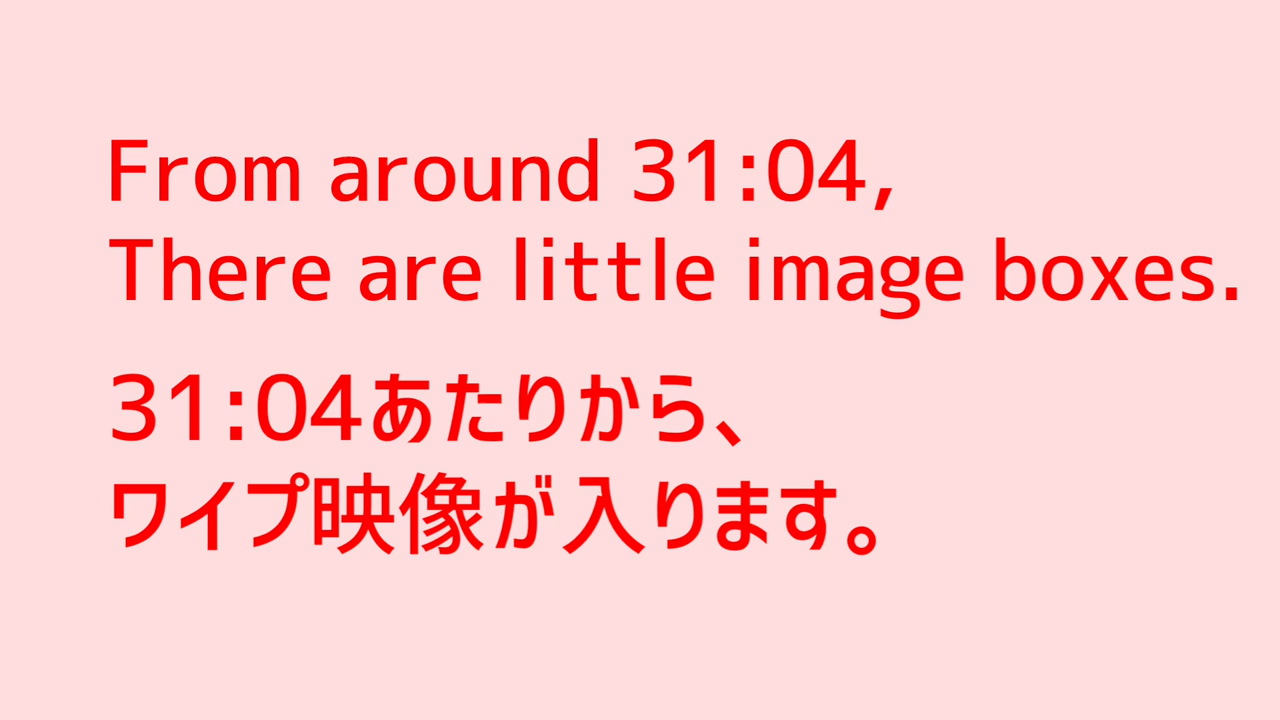 From around 31:04,
There are little image boxes.
31:04あたりから、
ワイプ映像が入ります。